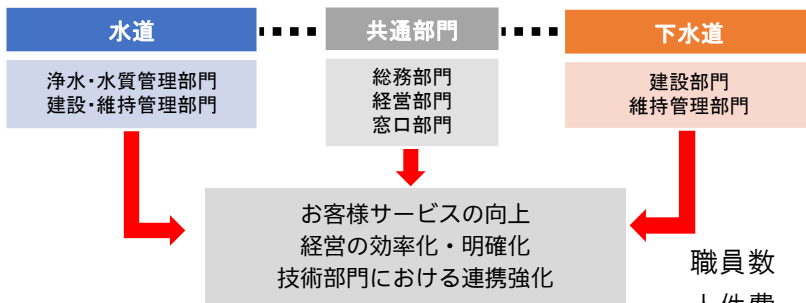 水道
共通部門
下水道
浄水・水質管理部門
建設・維持管理部門
総務部門
経営部門
窓口部門
建設部門
維持管理部門
お客様サービスの向上
経営の効率化・明確化
技術部門における連携強化
職員数
人件費